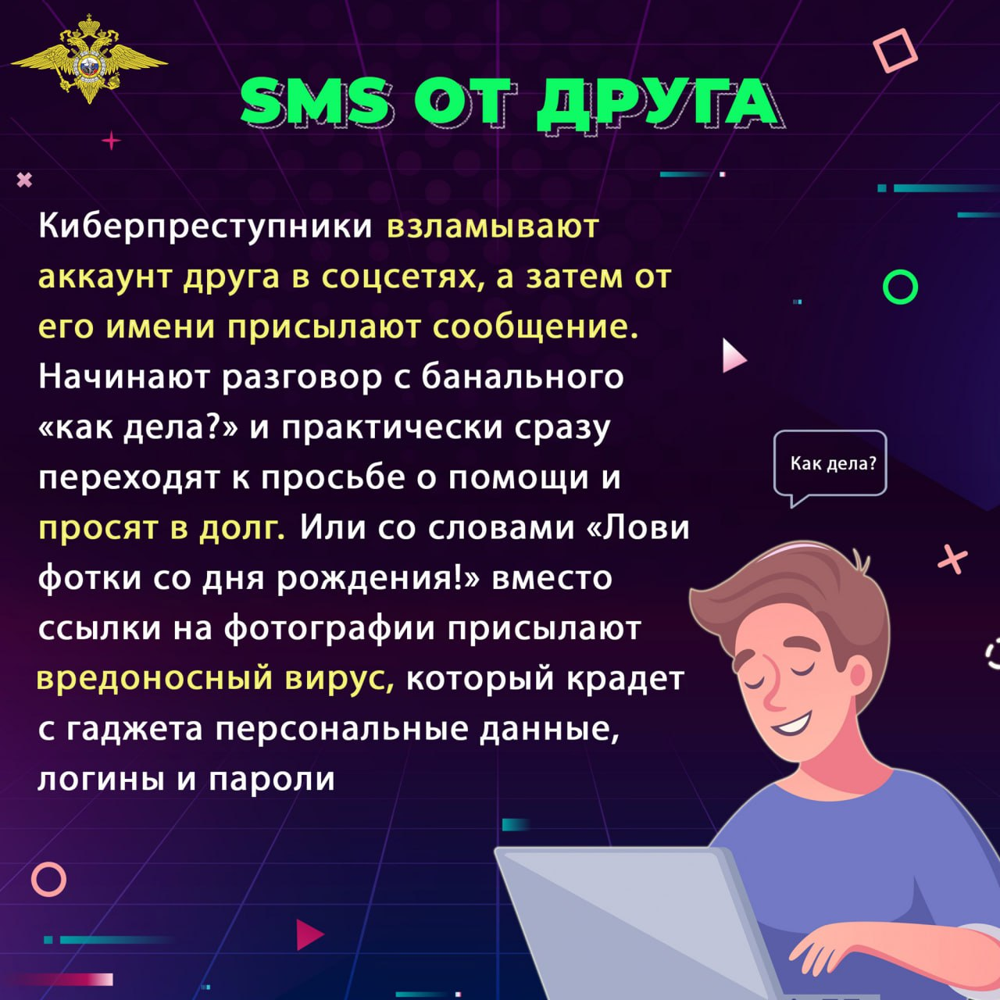 SMS ОТ ДРУГА
Киберпреступники взламывают
аккаунт друга в соцсетях, а затем от
его имени присылают сообщение.
Начинают разговор с банального
«как дела?» и практически сразу
переходят к просьбе о помощи и
просят в долг. Или со словами «Лови
фотки со дня рождения!» вместо
ссылки на фотографии присылают
вредоносный вирус, который крадет
с гаджета персональные данные,
логины и пароли
Как дела?